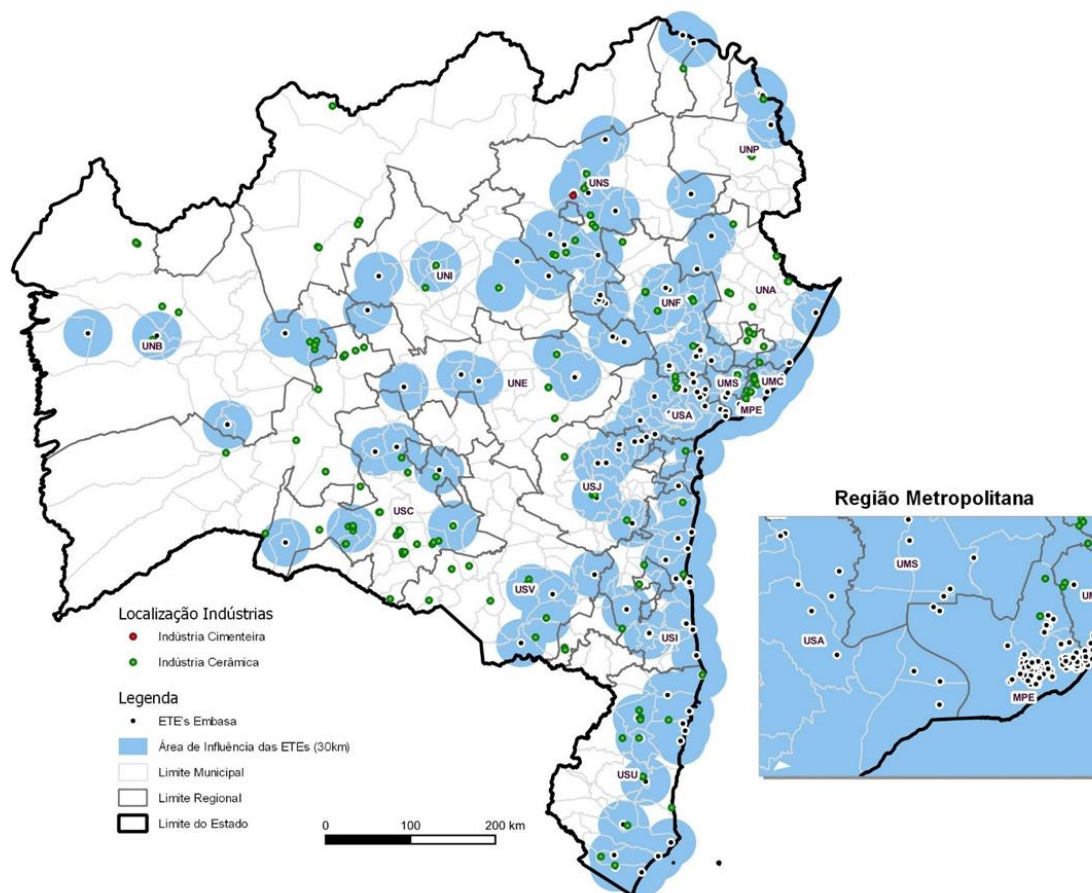 UNP
UNS
UNI
UNA
UNF
UNB
UNE
UMS
UMC
USA
MPE
USJ
USC
USV
USI
USU
Região Metropolitana
UMS
UM
USA
MPE
Localização Indústrias
Indústria Cimenteira
Indústria Cerâmica
Legenda
ETE's Embasa
Área de Influência das ETEs (30km)
Limite Municipal
Limite Regional
Limite do Estado
0 100 200 km